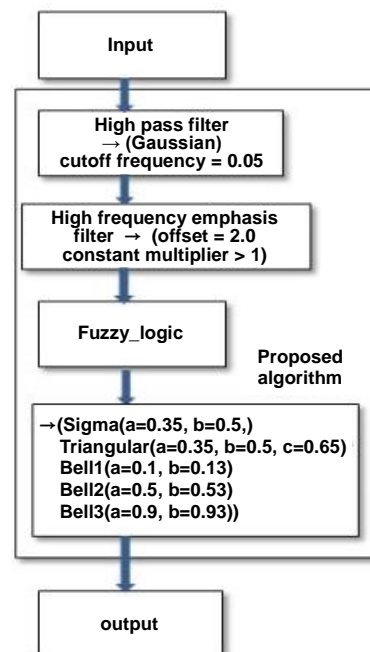 Input
High pass filter
→ (Gaussian)
cutoff frequency = 0.05
High frequency emphasis
filter → (offset = 2.0
constant multiplier > 1)
Fuzzy_logic
Proposed
algorithm
→(Sigma(a=0.35, b=0.5,)
Triangular(a=0.35, b=0.5, c=0.65)
Bell1(a=0.1, b=0.13)
Bell2(a=0.5, b=0.53)
Bell3(a=0.9, b=0.93))
output